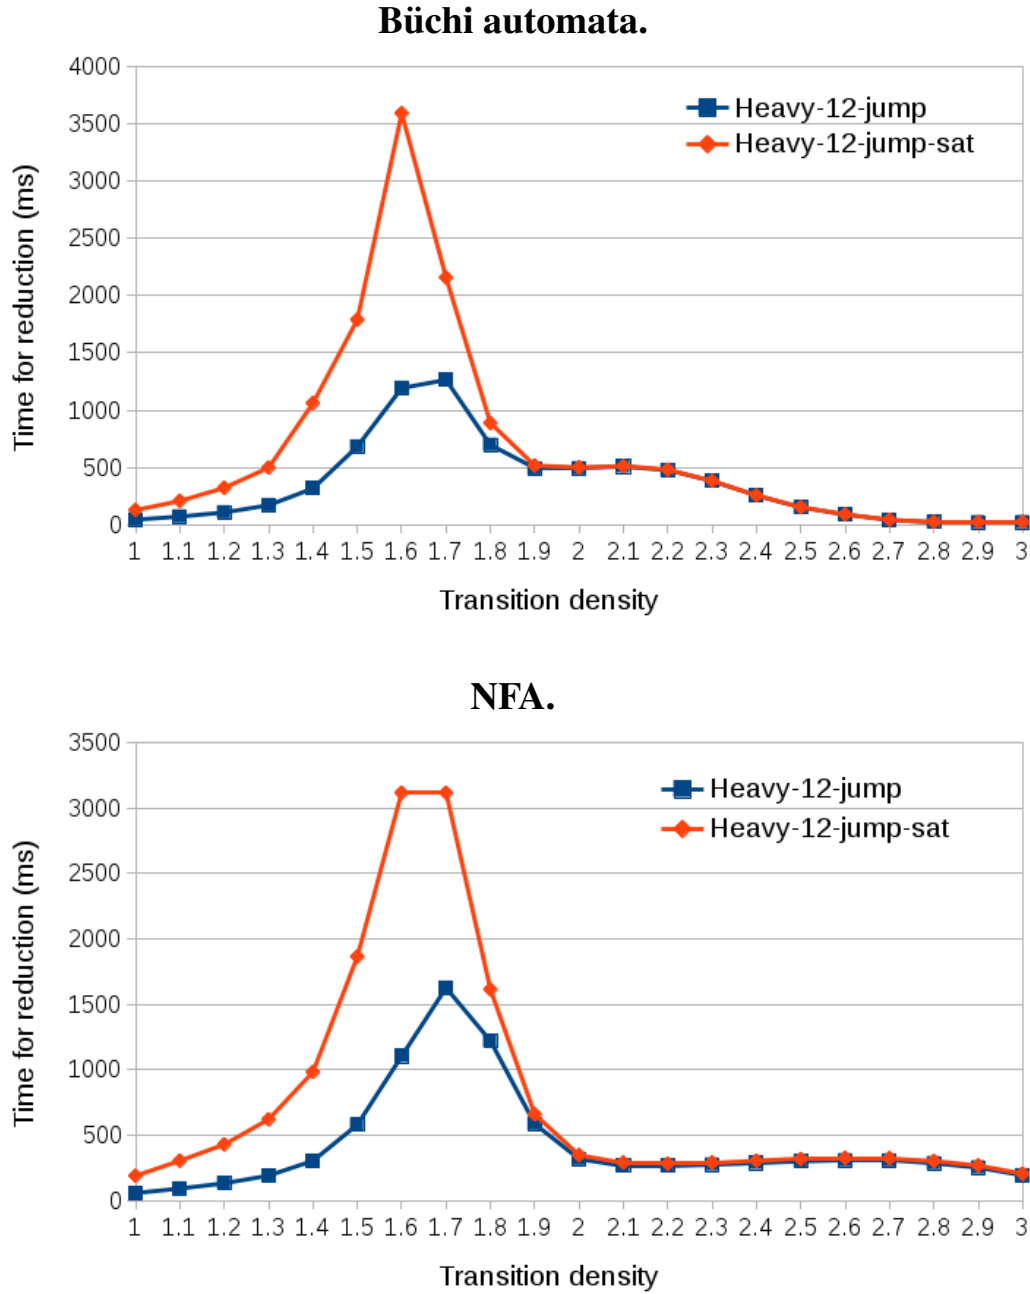 Büchi automata.
4000
3500
3000
2500
2000
1500
1000
500
0
Time for reduction (ms)
Heavy-12-jump
Heavy-12-jump-sat
1 1.1 1.2 1.3 1.4 1.5 1.6 1.7 1.8 1.9 2 2.1 2.2 2.3 2.4 2.5 2.6 2.7 2.8 2.9 3
Transition density
NFA.
3500
3000
2500
2000
1500
1000
500
0
Time for reduction (ms)
Heavy-12-jump
Heavy-12-jump-sat
1 1.1 1.2 1.3 1.4 1.5 1.6 1.7 1.8 1.9 2 2.1 2.2 2.3 2.4 2.5 2.6 2.7 2.8 2.9 3
Transition density